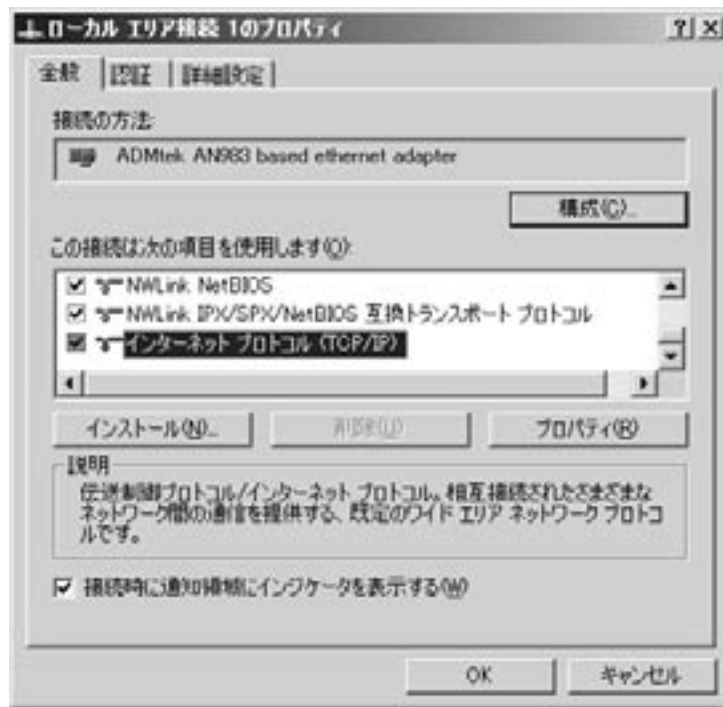 ローカル エリア接続 1のプロパティ
全般 認証 詳細設定
接続の方法:
ADMtek AN983 based ethernet adapter
構成(C)...
この接続は次の項目を使用します(O):
NWLink NetBIOS
NWLink IPX/SPX/NetBIOS 互換トランスポート プロトコル
インターネット プロトコル (TCP/IP)
インストール(N)... 削除(U) プロパティ(R)
説明
伝送制御プロトコル/インターネット プロトコル。相互接続されたさまざまな
ネットワーク間の通信を提供する、既定のワイド エリア ネットワーク プロトコ
ルです。
接続時に通知領域にインジケータを表示する(W)
OK キャンセル